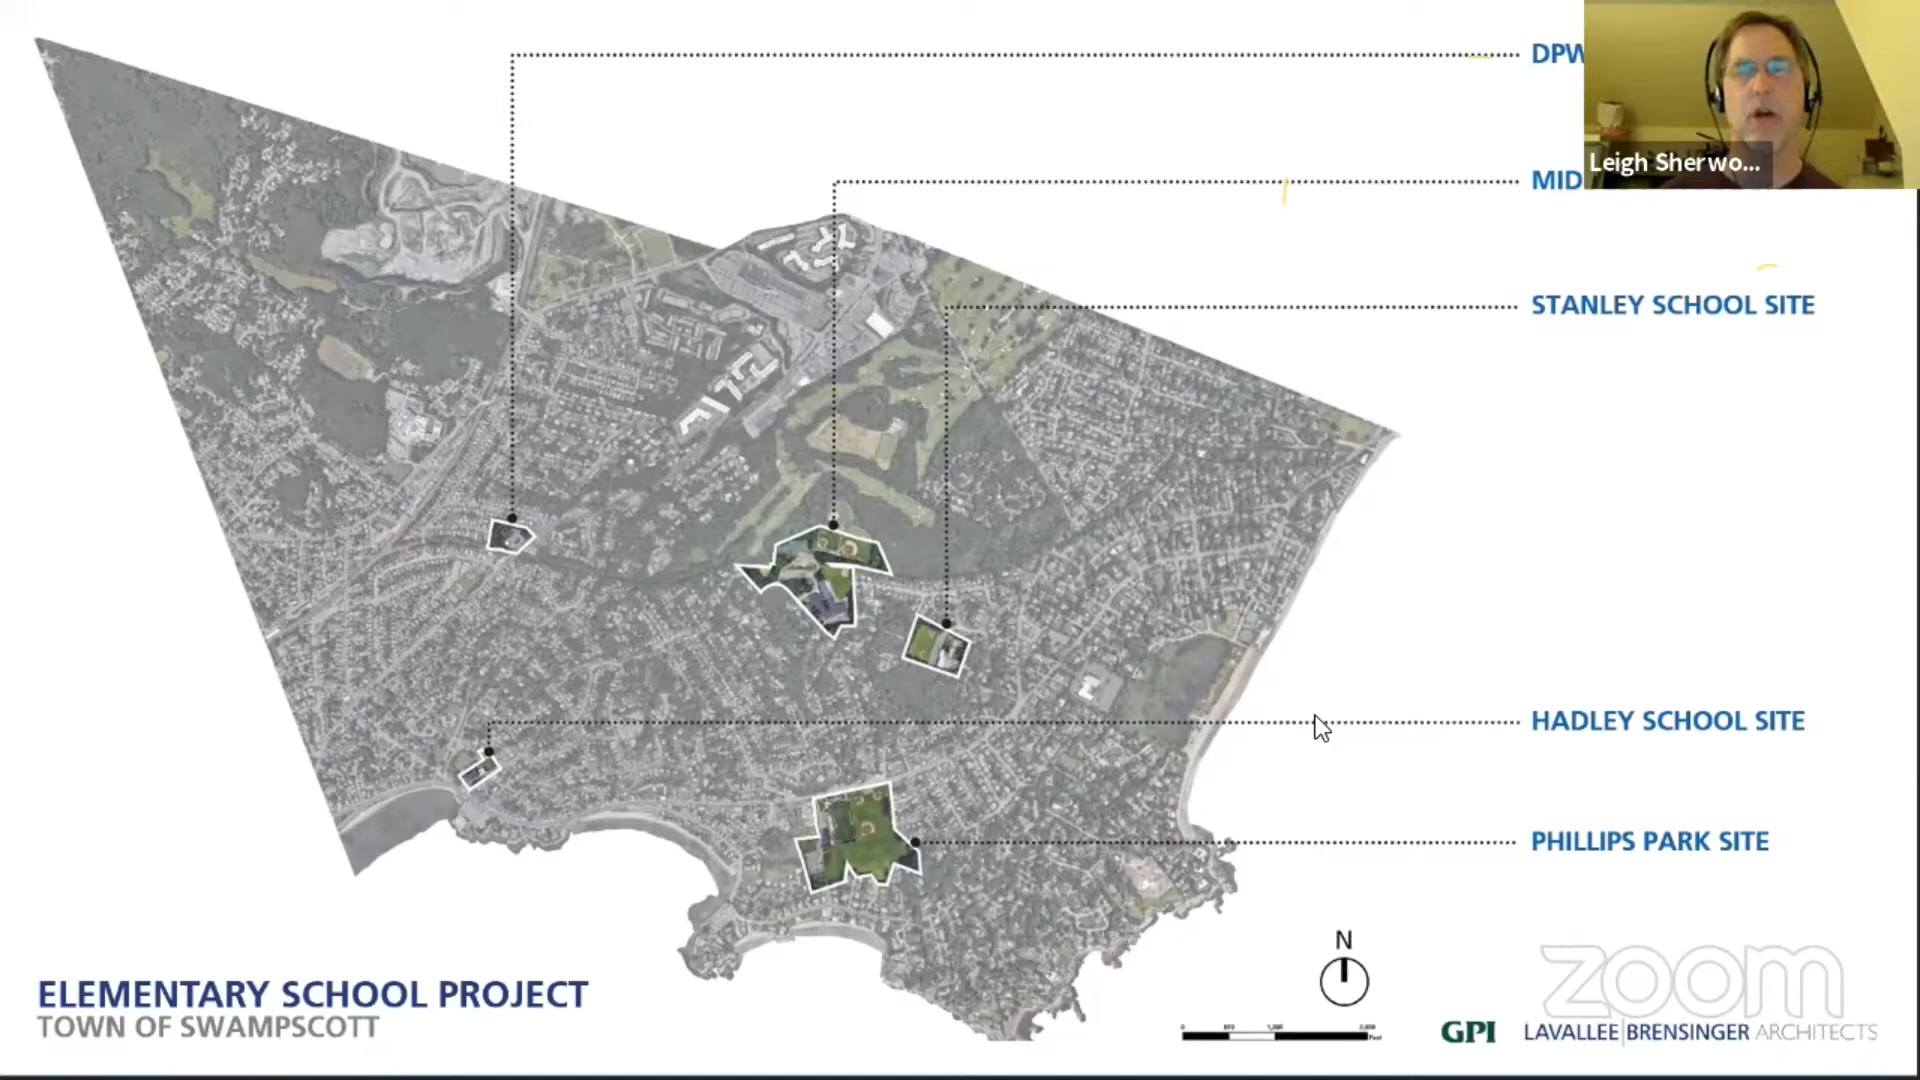 DPW
Leigh Sherwo...
MID
STANLEY SCHOOL SITE
HADLEY SCHOOL SITE
PHILLIPS PARK SITE
N
ELEMENTARY SCHOOL PROJECT
TOWN OF SWAMPSCOTT
zoom
GPI
LAVALLEE|BRENSINGER ARCHITECTS